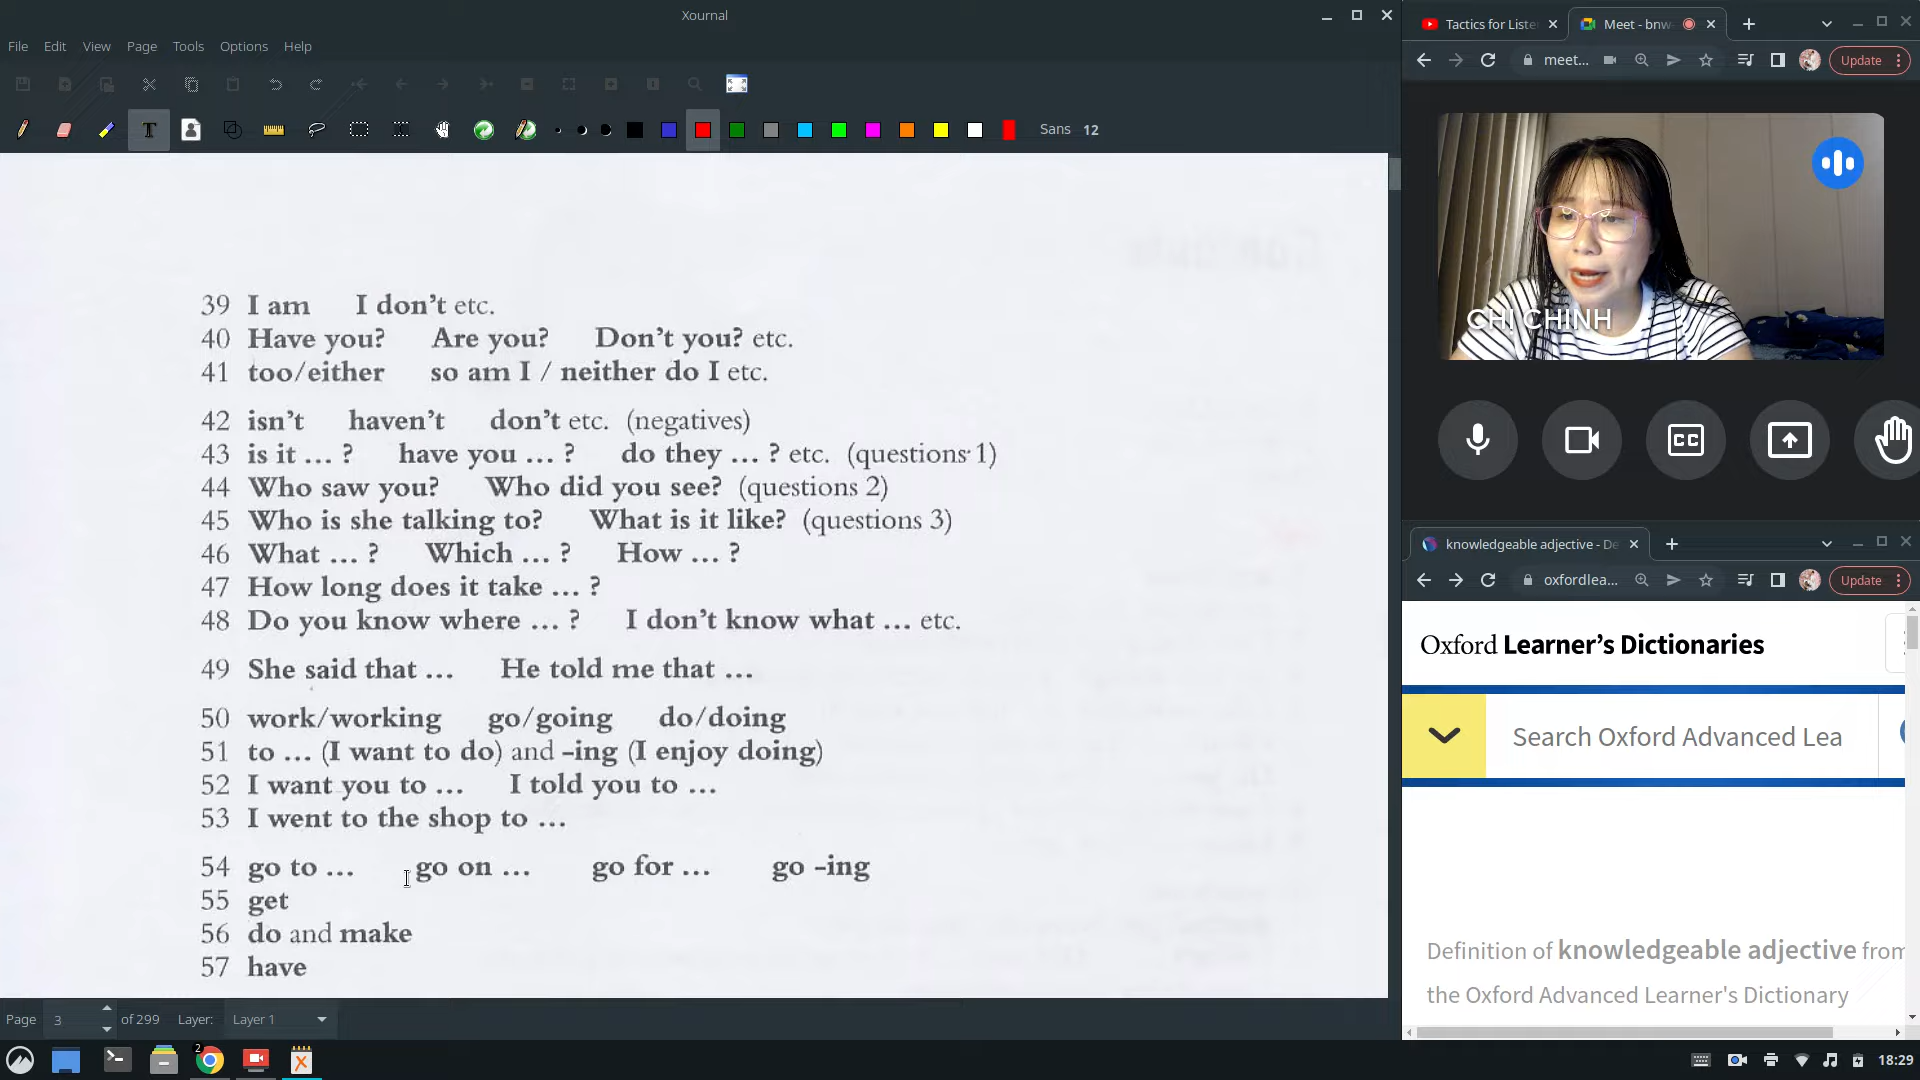 Xournal
File Edit View Page Tools Options Help
Sans 12
39 I am I don't etc.
40 Have you? Are you? Don't you? etc.
41 too/either so am I / neither do I etc.
42 isn't haven't don't etc. (negatives)
43 is it … ? have you … ? do they … ? etc. (questions 1)
44 Who saw you? Who did you see? (questions 2)
45 Who is she talking to? What is it like? (questions 3)
46 What … ? Which … ? How … ?
47 How long does it take … ?
48 Do you know where … ? I don't know what … etc.
49 She said that … He told me that …
50 work/working go/going do/doing
51 to … (I want to do) and -ing (I enjoy doing)
52 I want you to … I told you to …
53 I went to the shop to …
54 go to … go on … go for … go -ing
55 get
56 do and make
57 have
Page 3 of 299 Layer: Layer 1
Tactics for Liste Meet - bnw-
meet... Update
CHI CHINH
CC
knowledgeable adjective - De
oxfordlea... Update
Oxford Learner's Dictionaries
Search Oxford Advanced Lea
Definition of knowledgeable adjective from
the Oxford Advanced Learner's Dictionary
2
18:29